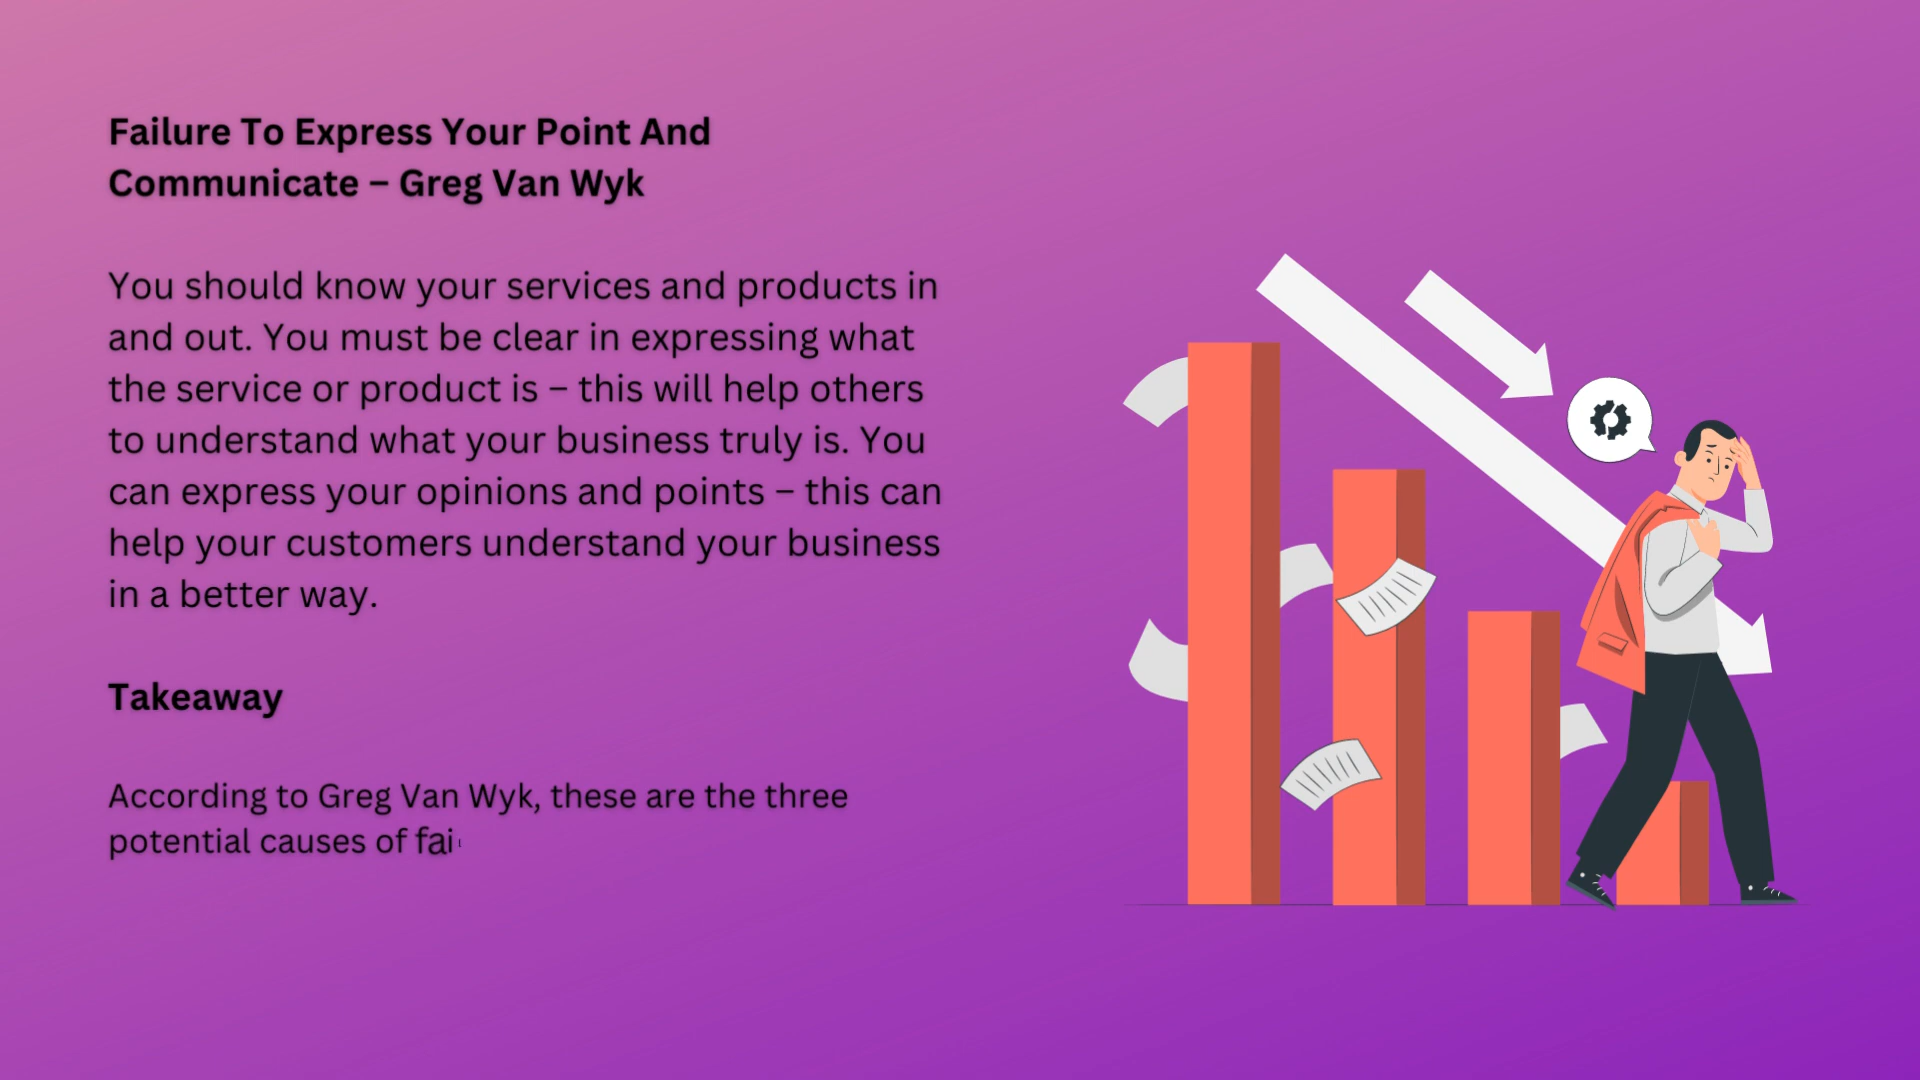 Failure To Express Your Point And
Communicate – Greg Van Wyk
You should know your services and products in
and out. You must be clear in expressing what
the service or product is – this will help others
to understand what your business truly is. You
can express your opinions and points – this can
help your customers understand your business
in a better way.
Takeaway
According to Greg Van Wyk, these are the three
potential causes of fai